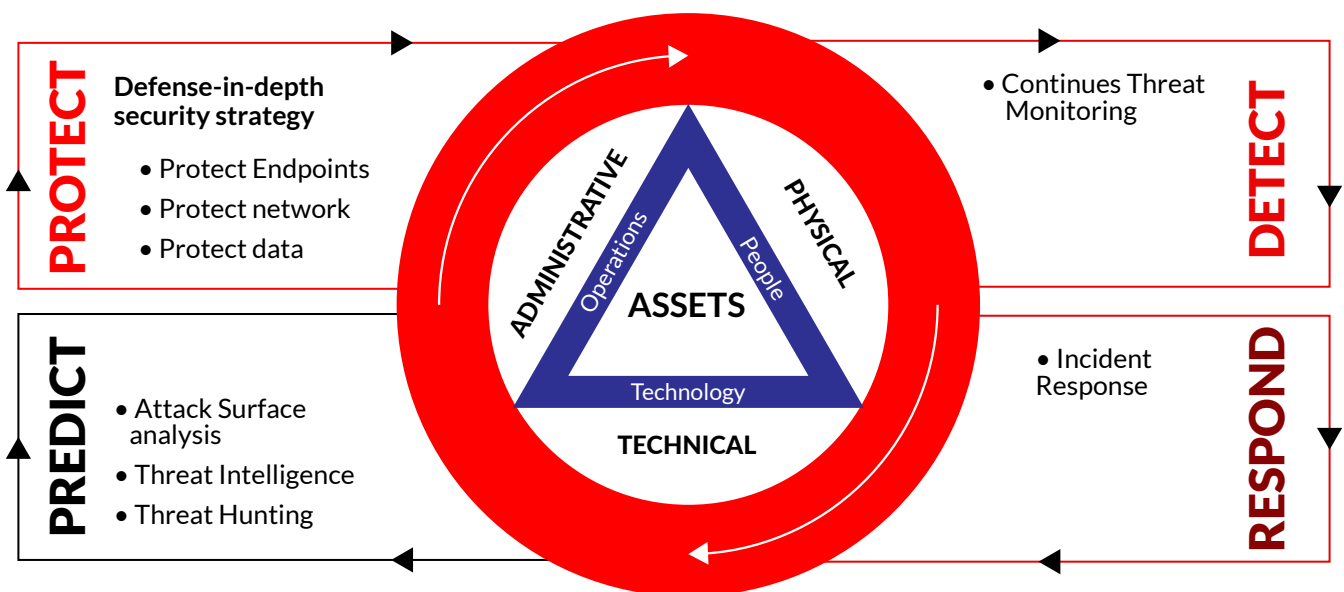 PROTECT
Defense-in-depth
security strategy
• Protect Endpoints
• Protect network
• Protect data
• Continues Threat
Monitoring
DETECT
ADMINISTRATIVE
Operations
PHYSICAL
People
ASSETS
Technology
TECHNICAL
PREDICT
• Attack Surface
analysis
• Threat Intelligence
• Threat Hunting
• Incident
Response
RESPOND